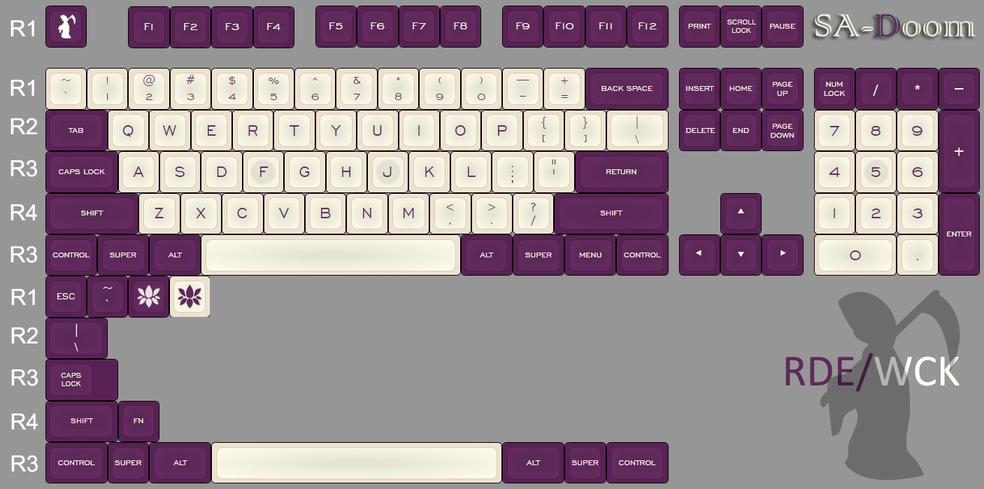 R1 F1 F2 F3 F4 F5 F6 F7 F8 F9 F10 F11 F12 PRINT SCROLL LOCK PAUSE SA-Doom
R1 ~ ` ! 1 @ 2 # 3 $ 4 % 5 ^ 6 & 7 * 8 ( 9 ) 0 — - + = BACK SPACE INSERT HOME PAGE UP NUM LOCK / * −
R2 TAB Q W E R T Y U I O P { [ } ] | \ DELETE END PAGE DOWN 7 8 9 +
R3 CAPS LOCK A S D F G H J K L : ; " ' RETURN 4 5 6
R4 SHIFT Z X C V B N M < , > . ? / SHIFT ▲ 1 2 3 ENTER
R3 CONTROL SUPER ALT ALT SUPER MENU CONTROL ◄ ▼ ► 0 .
R1 ESC ~ `
R2 | \
R3 CAPS LOCK
RDE/WCK
R4 SHIFT FN
R3 CONTROL SUPER ALT ALT SUPER CONTROL